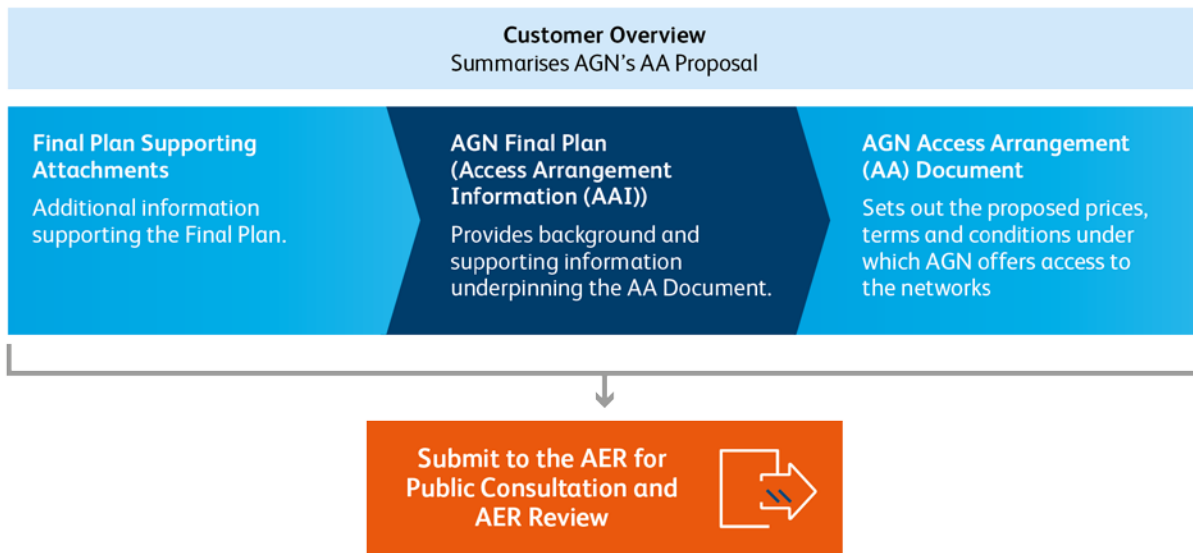 Customer Overview
Summarises AGN's AA Proposal
Final Plan Supporting
Attachments
Additional information
supporting the Final Plan.
AGN Final Plan
(Access Arrangement
Information (AAI))
Provides background and
supporting information
underpinning the AA Document.
AGN Access Arrangement
(AA) Document
Sets out the proposed prices,
terms and conditions under
which AGN offers access to
the networks
Submit to the AER for
Public Consultation and
AER Review